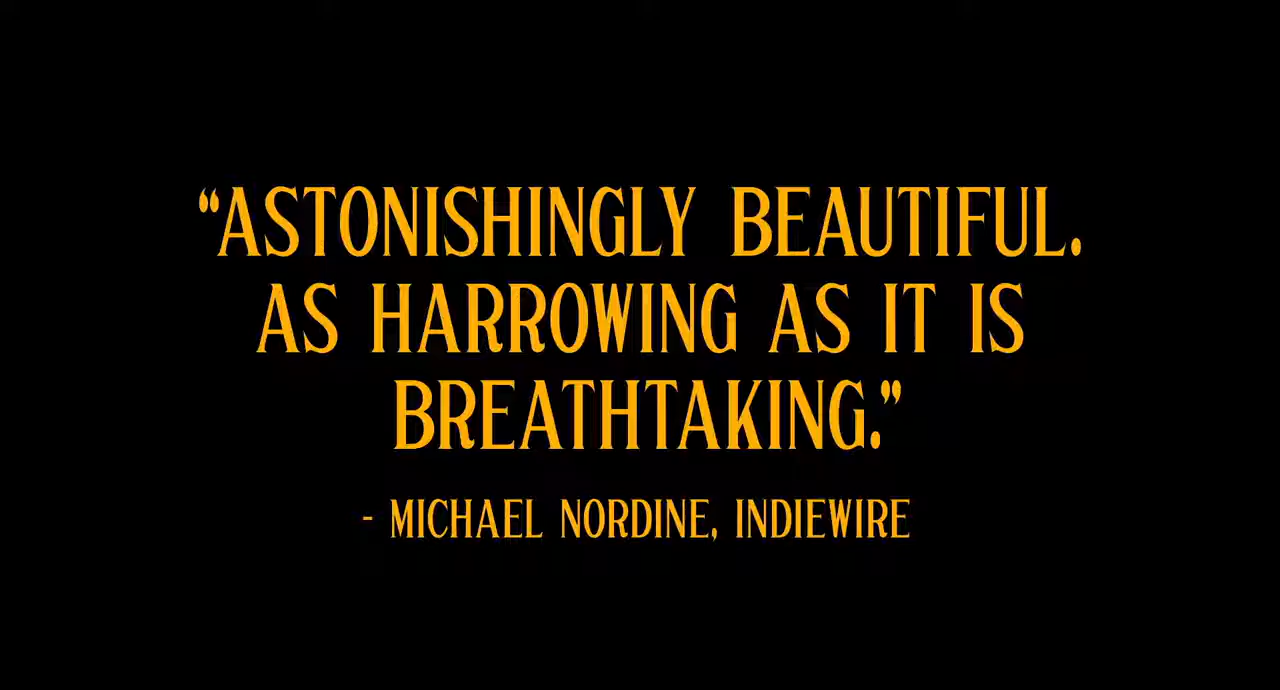 “ASTONISHINGLY BEAUTIFUL.
AS HARROWING AS IT IS
BREATHTAKING.”
- MICHAEL NORDINE, INDIEWIRE